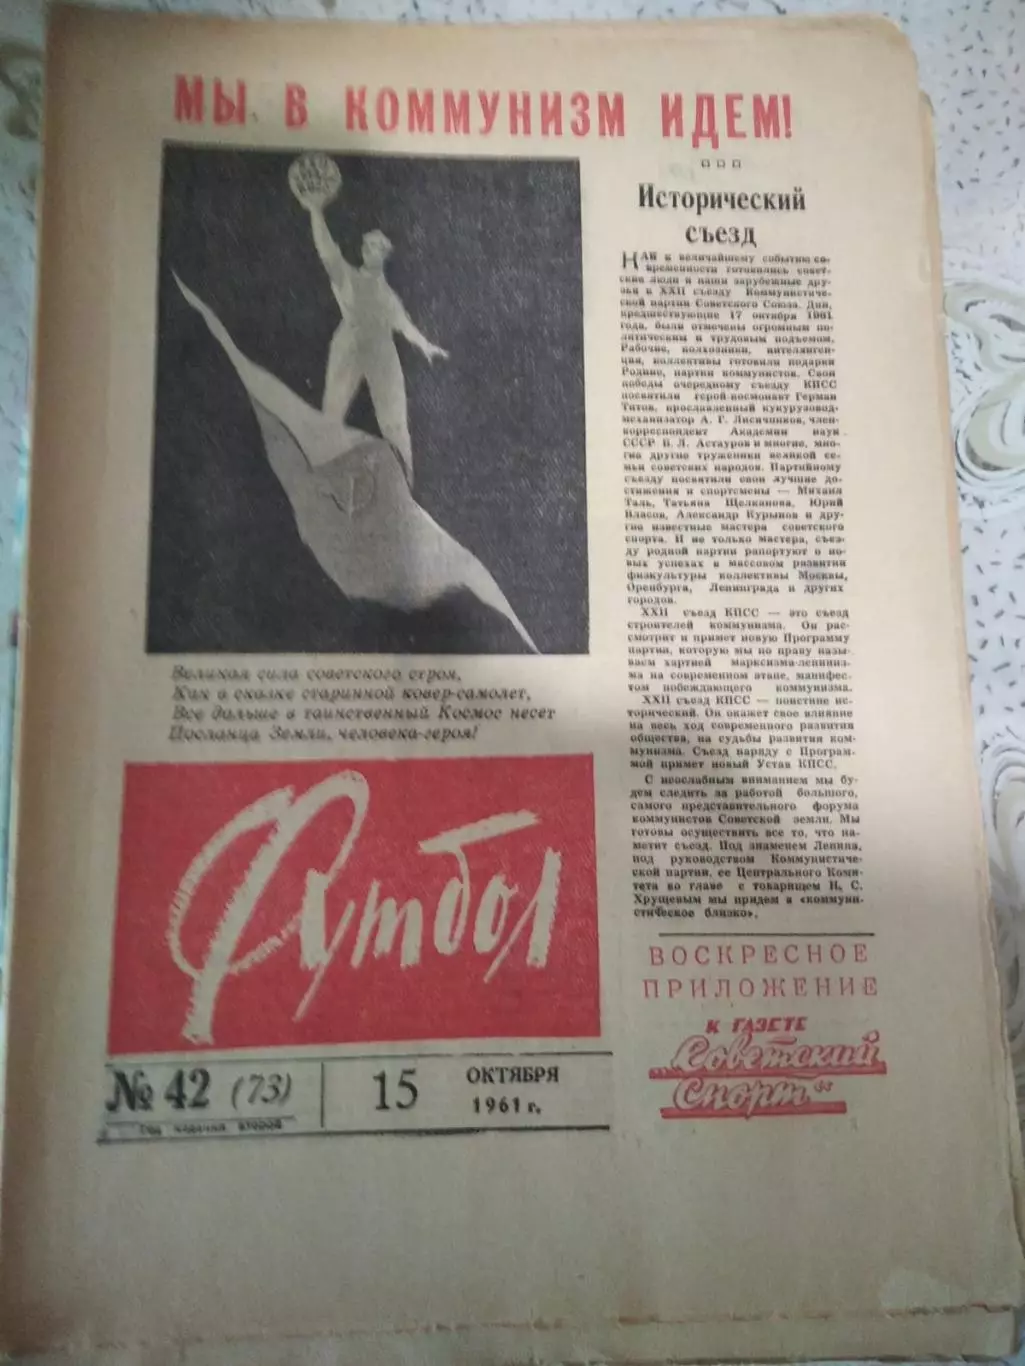 МЫ В КОММУНИЗМ ИДЕМ!
Исторический
съезд
КАК к величайшему событию со-
временности готовились совет-
ские люди и наши зарубежные дру-
зья к XXII съезду Коммунистиче-
ской партии Советского Союза. Дни,
предшествующие 17 октября 1961
года, были отмечены огромным по-
литическим и трудовым подъемом.
Рабочие, колхозники, интеллиген-
ция, коллективы готовили подарки
Родине, партии коммунистов. Свои
победы очередному съезду КПСС
посвятили герой-космонавт Герман
Титов, прославленный кукурузовод-
механизатор А. Г. Лисичников, член-
корреспондент Академии наук
СССР Б. Л. Астауров и многие, мно-
гие другие труженики великой се-
мьи советских народов. Партийному
съезду посвятили свои лучшие до-
стижения и спортсмены — Михаил
Таль, Татьяна Щелканова, Юрий
Власов, Александр Курынов и дру-
гие известные мастера советского
спорта. И не только мастера, съез-
ду родной партии рапортуют о но-
вых успехах в массовом развитии
физкультуры коллективы Москвы,
Оренбурга, Ленинграда и других
городов.
XXII съезд КПСС — это съезд
строителей коммунизма. Он рас-
смотрит и примет новую Программу
партии, которую мы по праву назы-
ваем хартией марксизма-лениниз-
ма на современном этапе, манифес-
том побеждающего коммунизма.
XXII съезд КПСС — поистине ис-
торический. Он окажет свое влияние
на весь ход современного развития
общества, на судьбы развития ком-
мунизма. Съезд наряду с Програм-
мой примет новый Устав КПСС.
С неослабным вниманием мы бу-
дем следить за работой большого,
самого представительного форума
коммунистов Советской земли. Мы
готовы осуществить все то, что на-
метит съезд. Под знаменем Ленина,
под руководством Коммунистиче-
ской партии, ее Центрального Коми-
тета во главе с товарищем Н. С.
Хрущевым мы придем в «коммуни-
стическое близко».
Великая сила советского строя,
Как в сказке старинной ковер-самолет,
Все дальше в таинственный Космос несет
Посланца Земли, человека-героя!
Футбол
ВОСКРЕСНОЕ
ПРИЛОЖЕНИЕ
К ГАЗЕТЕ
„Советский
Спорт“
№ 42 (73)
Год издания второй
15
ОКТЯБРЯ
1961 г.